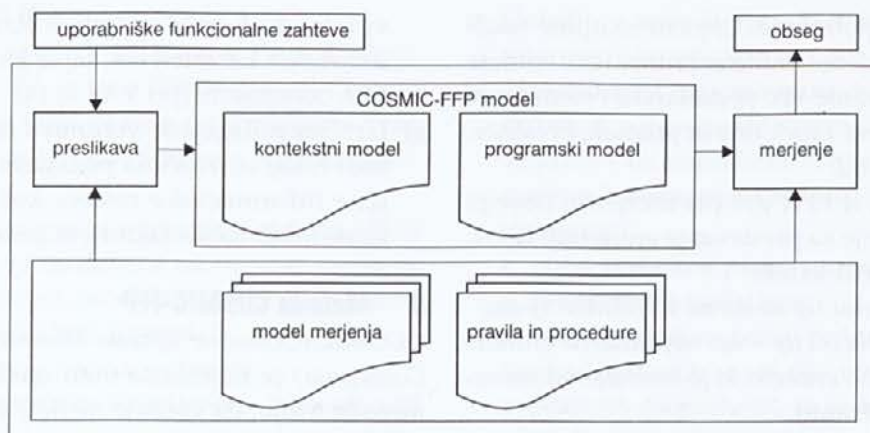 uporabniške funkcionalne zahteve
obseg
COSMIC-FFP model
preslikava
kontekstni model
programski model
merjenje
model merjenja
pravila in procedure